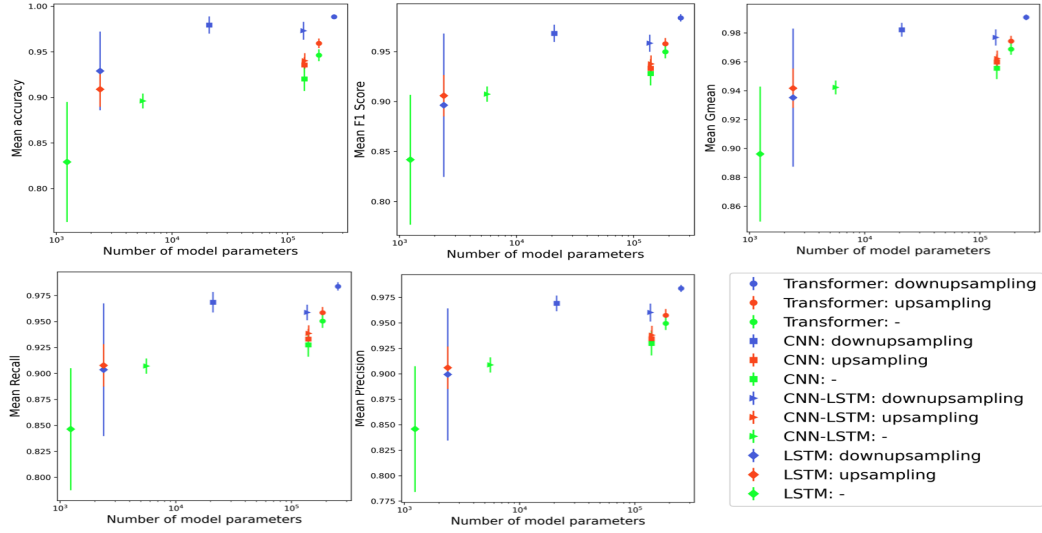 1.00
0.95
0.90
0.85
0.80
Mean accuracy
10³
10⁴
10⁵
Number of model parameters
0.95
0.90
0.85
0.80
Mean F1 Score
10³
10⁴
10⁵
Number of model parameters
0.98
0.96
0.94
0.92
0.90
0.88
0.86
Mean Gmean
10³
10⁴
10⁵
Number of model parameters
0.975
0.950
0.925
0.900
0.875
0.850
0.825
0.800
Mean Recall
10³
10⁴
10⁵
Number of model parameters
0.975
0.950
0.925
0.900
0.875
0.850
0.825
0.800
0.775
Mean Precision
10³
10⁴
10⁵
Number of model parameters
Transformer: downupsampling
Transformer: upsampling
Transformer: -
CNN: downupsampling
CNN: upsampling
CNN: -
CNN-LSTM: downupsampling
CNN-LSTM: upsampling
CNN-LSTM: -
LSTM: downupsampling
LSTM: upsampling
LSTM: -